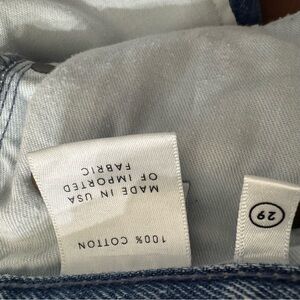 100% COTTON
MADE IN USA
OF IMPORTED
FABRIC
29